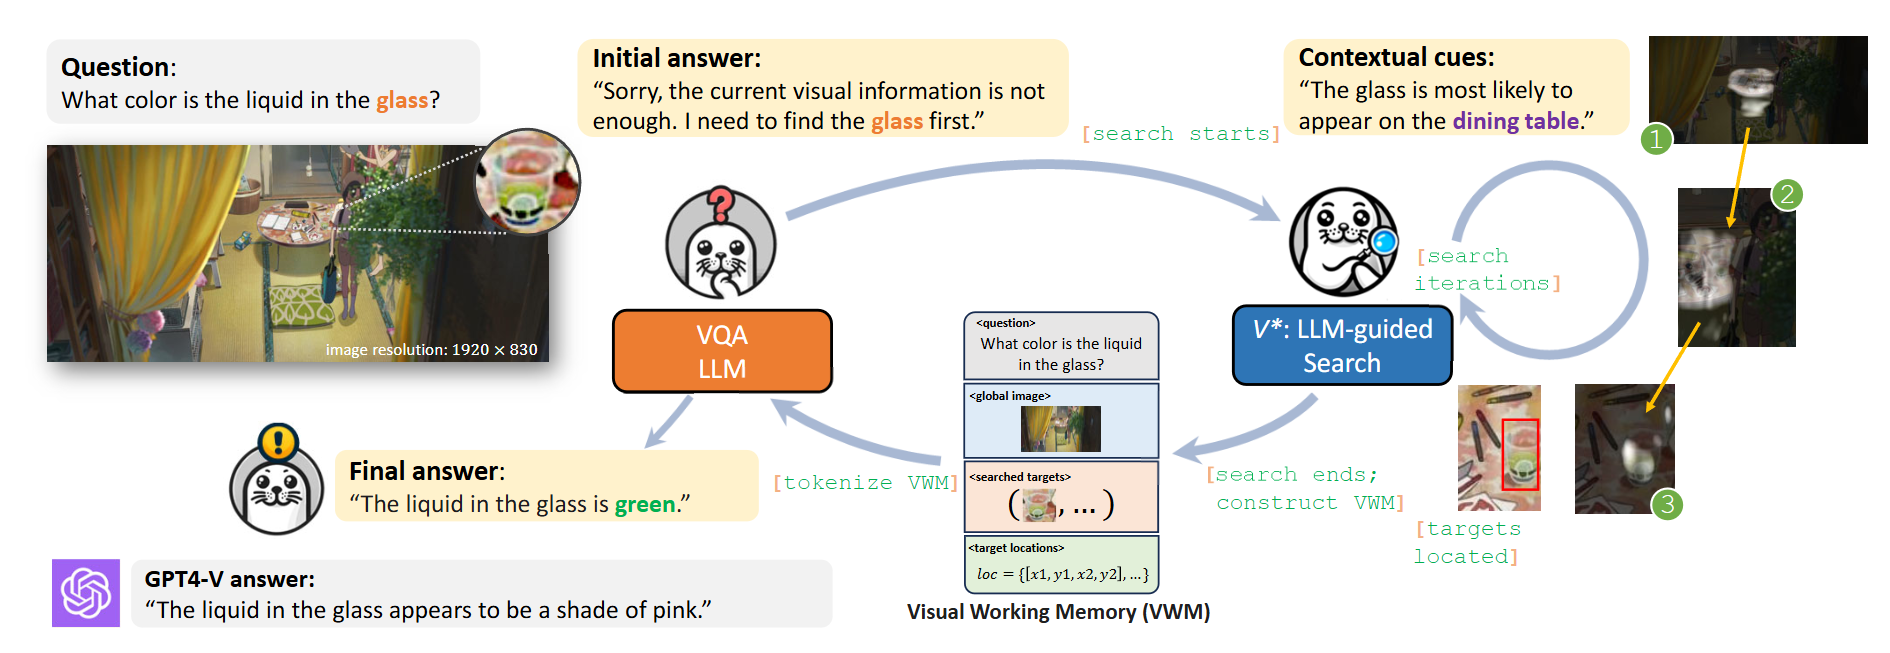 Question:
What color is the liquid in the glass?
image resolution: 1920 × 830
Initial answer:
“Sorry, the current visual information is not
enough. I need to find the glass first.”
[search starts]
Contextual cues:
“The glass is most likely to
appear on the dining table.”
1
2
3
[search
iterations]
VQA
LLM
V*: LLM-guided
Search
[targets
located]
[search ends;
construct VWM]
<question>
What color is the liquid
in the glass?
<global image>
<searched targets>
( , ... )
<target locations>
loc = {[x1, y1, x2, y2], ...}
Visual Working Memory (VWM)
[tokenize VWM]
Final answer:
“The liquid in the glass is green.”
GPT4-V answer:
“The liquid in the glass appears to be a shade of pink.”